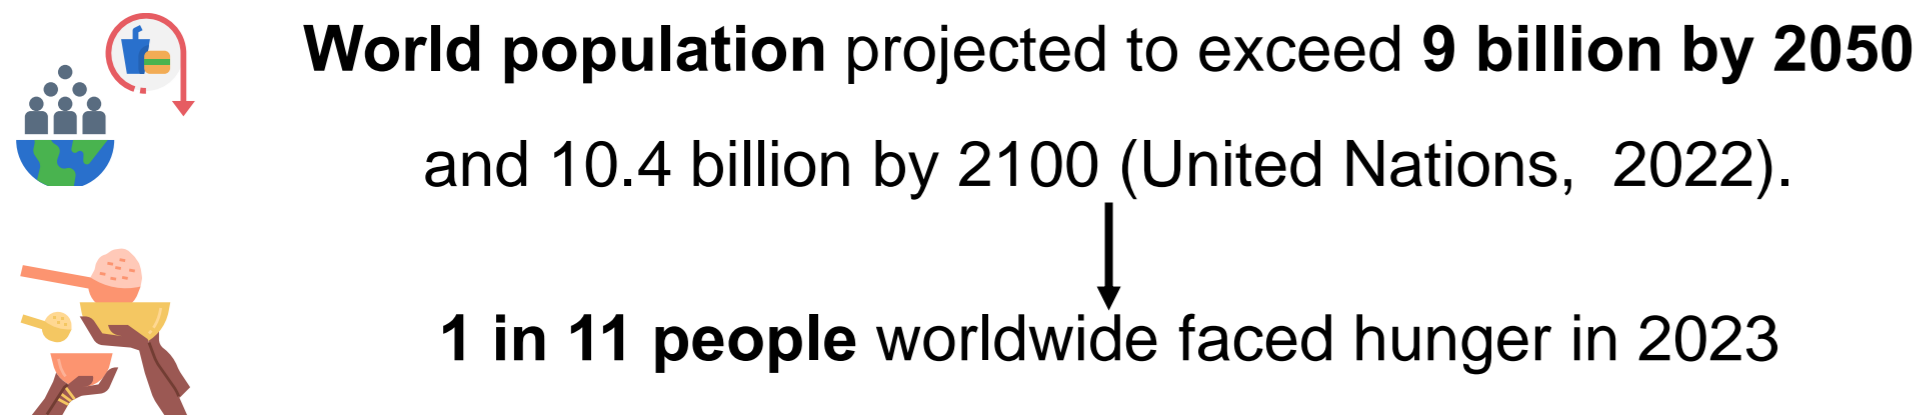 World population projected to exceed 9 billion by 2050
and 10.4 billion by 2100 (United Nations, 2022).
1 in 11 people worldwide faced hunger in 2023